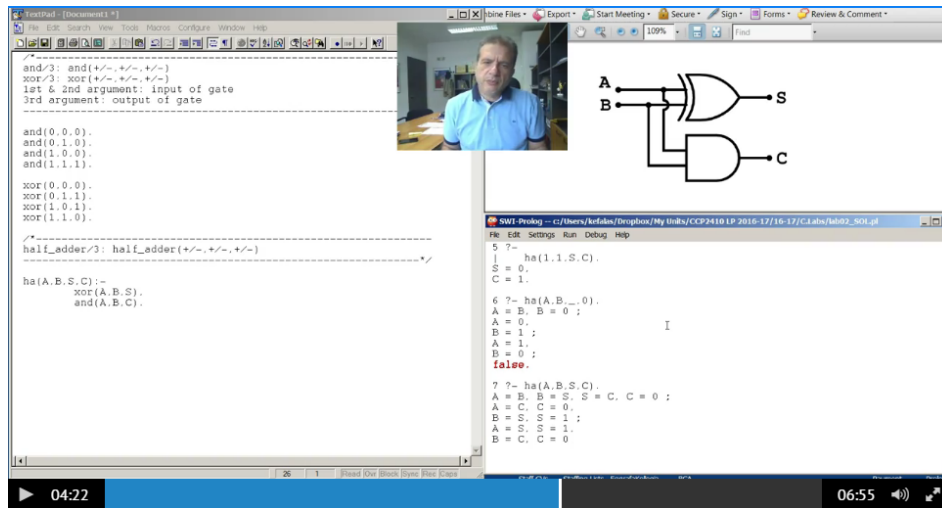 TextPad - [Document1 *]
File Edit Search View Tools Macros Configure Window Help
/*
and/3: and(+/-,+/-,+/-)
xor/3: xor(+/-,+/-,+/-)
1st & 2nd argument: input of gate
3rd argument: output of gate
and(0,0,0).
and(0,1,0).
and(1,0,0).
and(1,1,1).
xor(0,0,0).
xor(0,1,1).
xor(1,0,1).
xor(1,1,0).
/*
half_adder/3: half_adder(+/-,+/-,+/-)
*/
ha(A,B,S,C):-
xor(A,B,S),
and(A,B,C).
26 1 Read Ovr Block Sync Rec Caps
bine Files Export Start Meeting Secure Sign Forms Review & Comment
109% Find
A
B
S
C
SWI-Prolog -- c:/Users/kefalas/Dropbox/My Units/CCP2410 LP 2016-17/16-17/C.Labs/lab02_SOL.pl
File Edit Settings Run Debug Help
5 ?-
| ha(1,1,S,C).
S = 0,
C = 1.
6 ?- ha(A,B,_,0).
A = B, B = 0 ;
A = 0,
B = 1 ;
A = 1,
B = 0 ;
false.
7 ?- ha(A,B,S,C).
A = B, B = S, S = C, C = 0 ;
A = C, C = 0,
B = S, S = 1 ;
A = S, S = 1,
B = C, C = 0
04:22
06:55